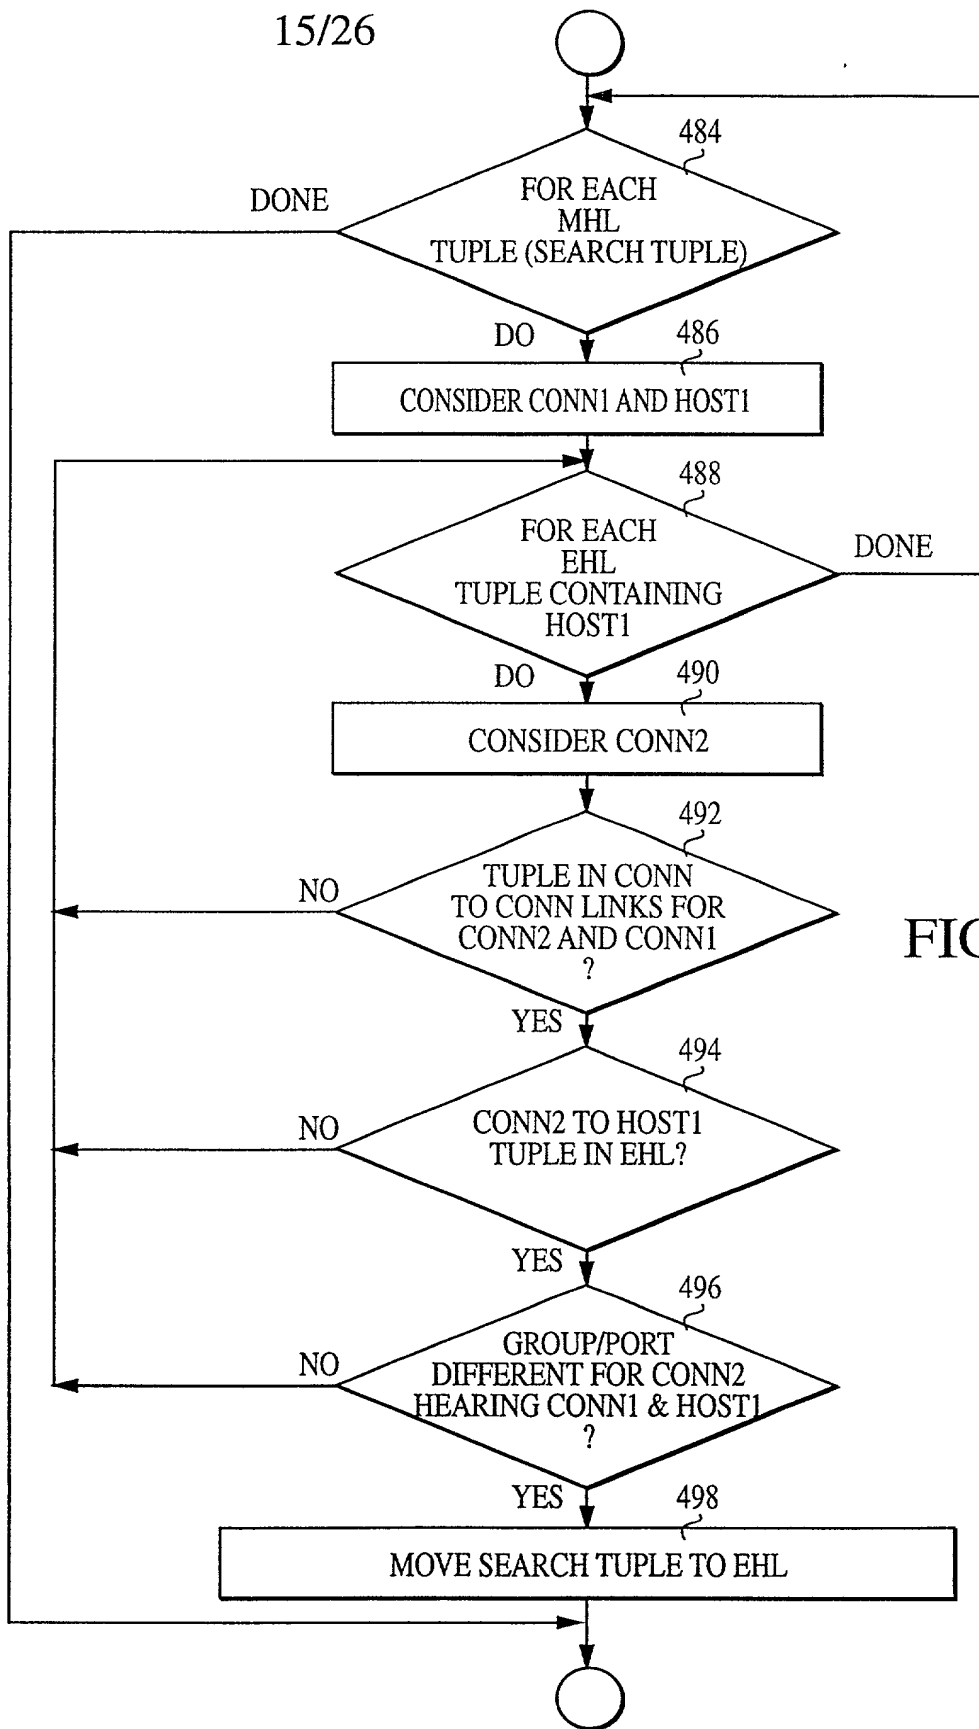 15/26
484
DONE
FOR EACH
MHL
TUPLE (SEARCH TUPLE)
DO
486
CONSIDER CONN1 AND HOST1
488
FOR EACH
EHL
TUPLE CONTAINING
HOST1
DONE
DO
490
CONSIDER CONN2
492
TUPLE IN CONN
TO CONN LINKS FOR
CONN2 AND CONN1
?
NO
FIG
YES
494
CONN2 TO HOST1
TUPLE IN EHL?
NO
YES
496
GROUP/PORT
DIFFERENT FOR CONN2
HEARING CONN1 & HOST1
?
NO
YES
498
MOVE SEARCH TUPLE TO EHL